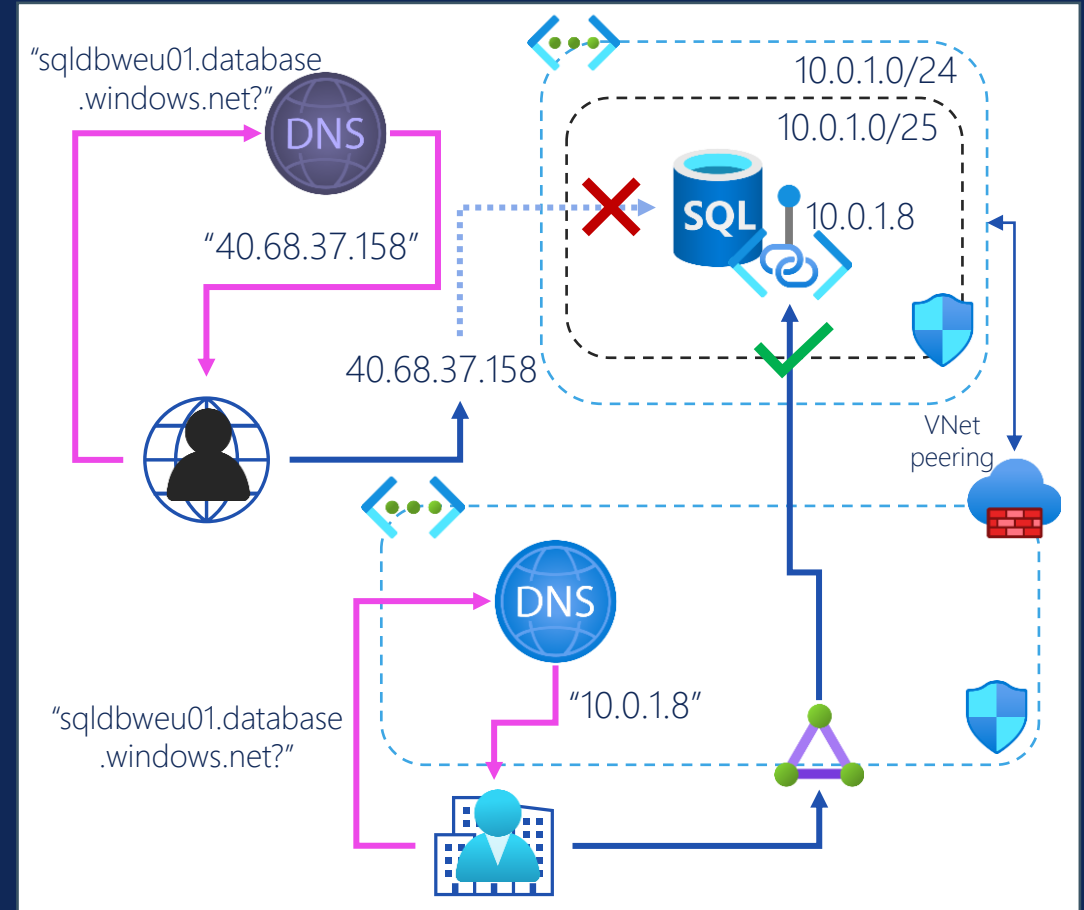 “sqldbweu01.database
.windows.net?”
DNS
“40.68.37.158”
40.68.37.158
10.0.1.0/24
10.0.1.0/25
SQL
10.0.1.8
VNet
peering
DNS
“10.0.1.8”
“sqldbweu01.database
.windows.net?”